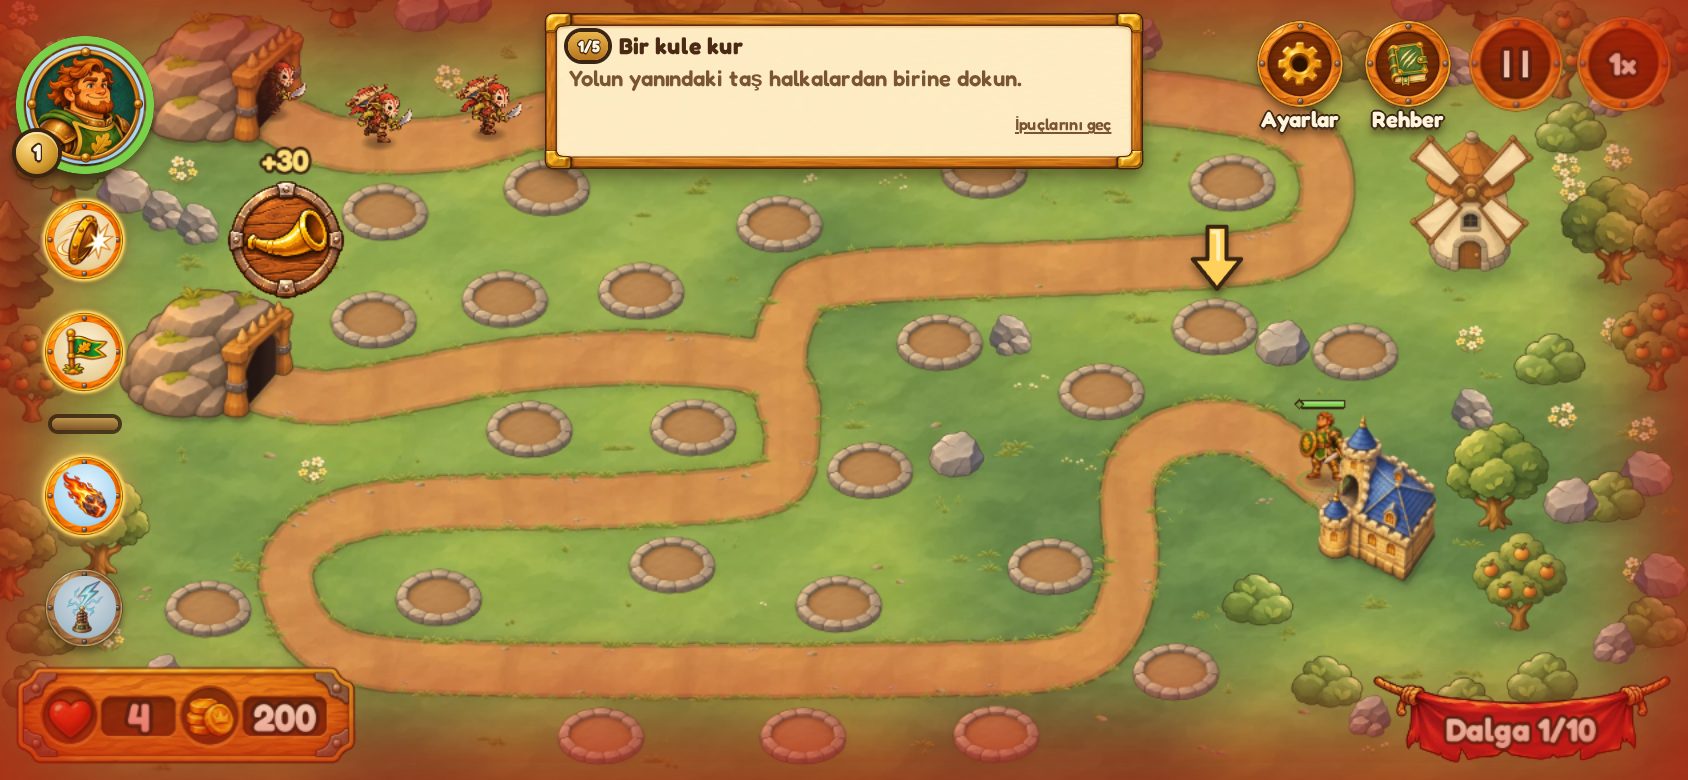 1/5 Bir kule kur
Yolun yanındaki taş halkalardan birine dokun.
İpuçlarını geç
1x
Ayarlar
Rehber
1
+30
4
200
Dalga 1/10